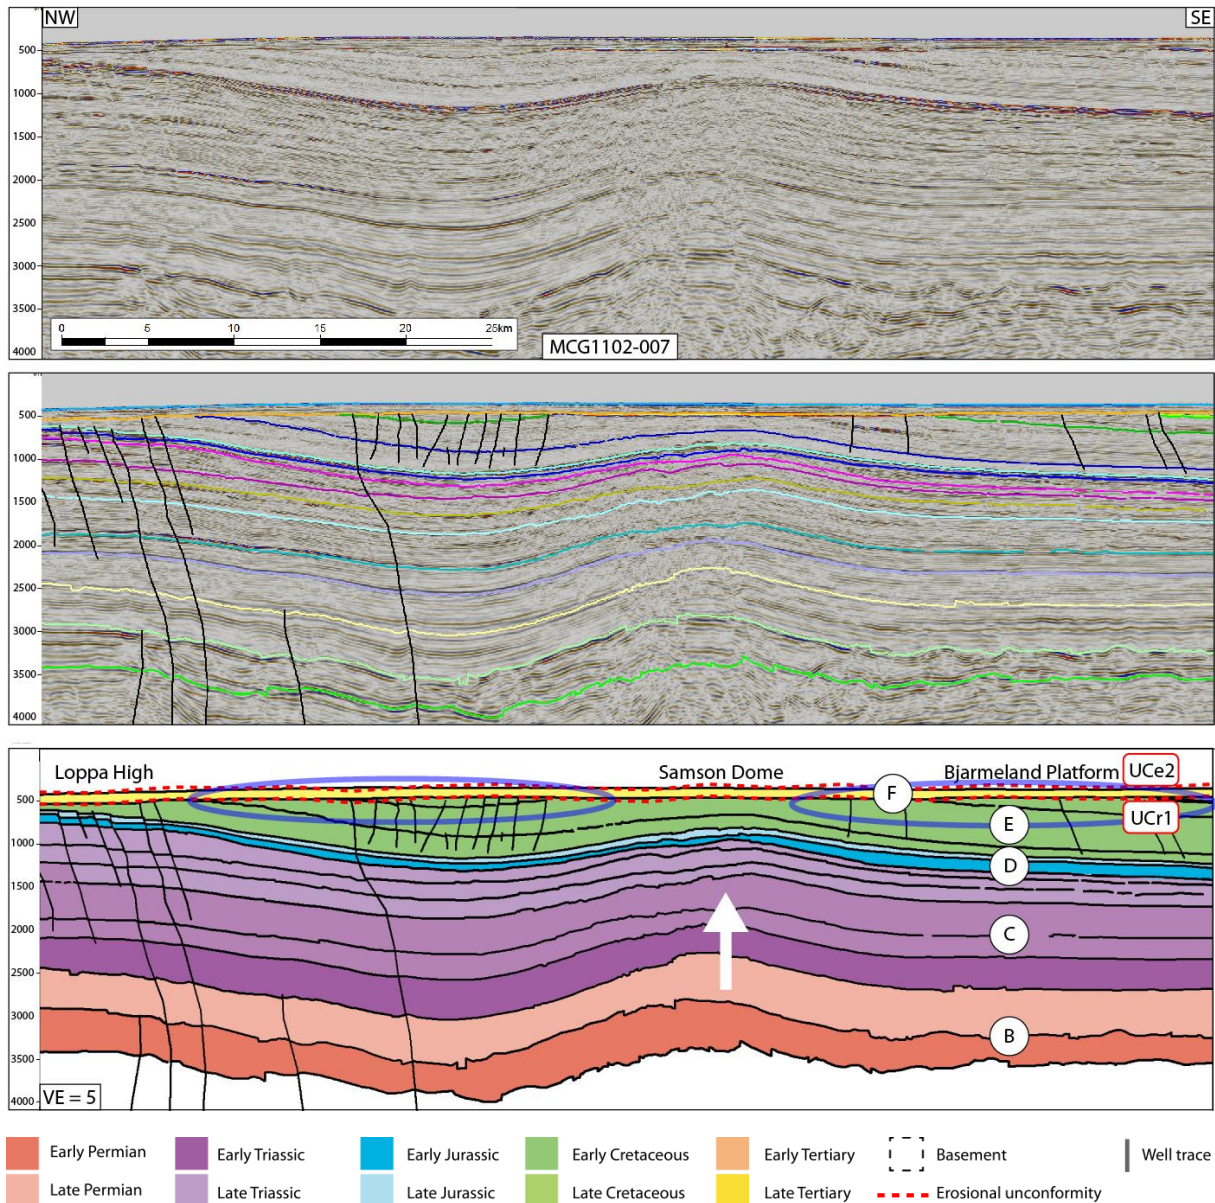 NW SE
500
1000
1500
2000
2500
3000
3500
4000
0 5 10 15 20 25km
MCG1102-007
500
1000
1500
2000
2500
3000
3500
4000
Loppa High Samson Dome Bjarmeland Platform UCe2
F
500
UCr1
E
1000
D
1500
C
2000
2500
3000
B
3500
4000
VE = 5
Early Permian Early Triassic Early Jurassic Early Cretaceous Early Tertiary Basement Well trace
Late Permian Late Triassic Late Jurassic Late Cretaceous Late Tertiary Erosional unconformity